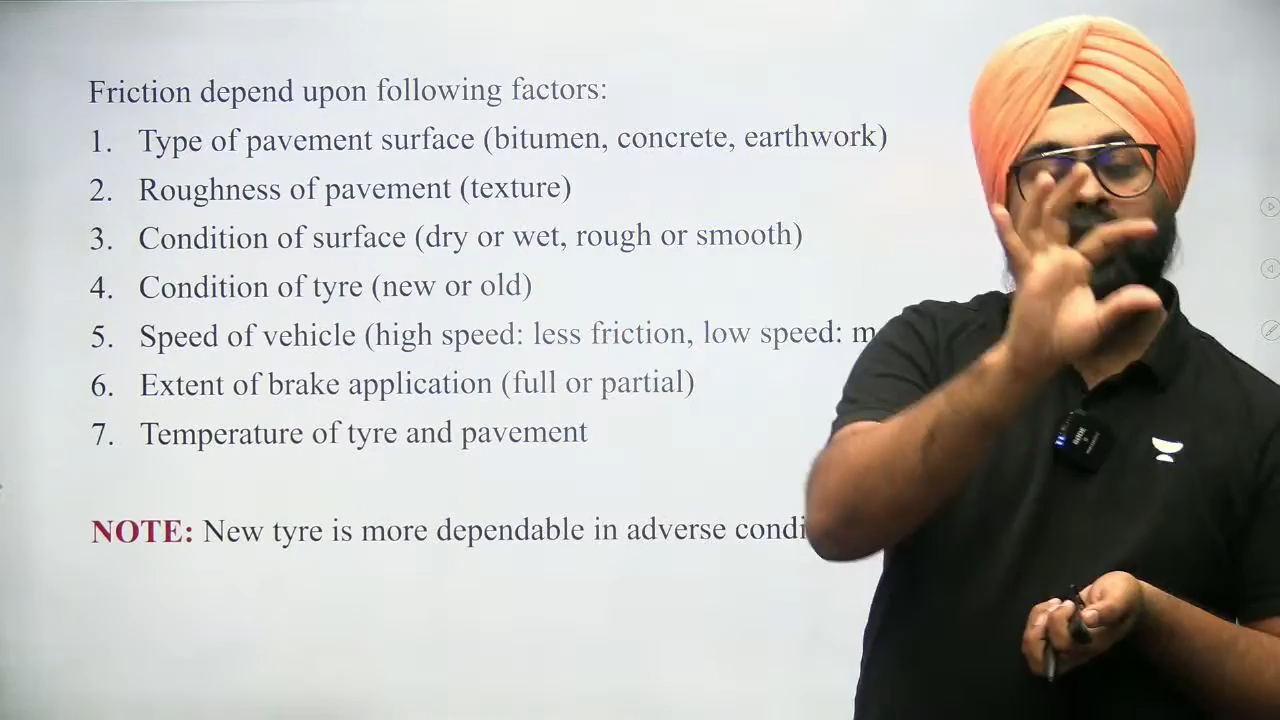 Friction depend upon following factors:
1. Type of pavement surface (bitumen, concrete, earthwork)
2. Roughness of pavement (texture)
3. Condition of surface (dry or wet, rough or smooth)
4. Condition of tyre (new or old)
5. Speed of vehicle (high speed: less friction, low speed:
6. Extent of brake application (full or partial)
7. Temperature of tyre and pavement
NOTE: New tyre is more dependable in adverse